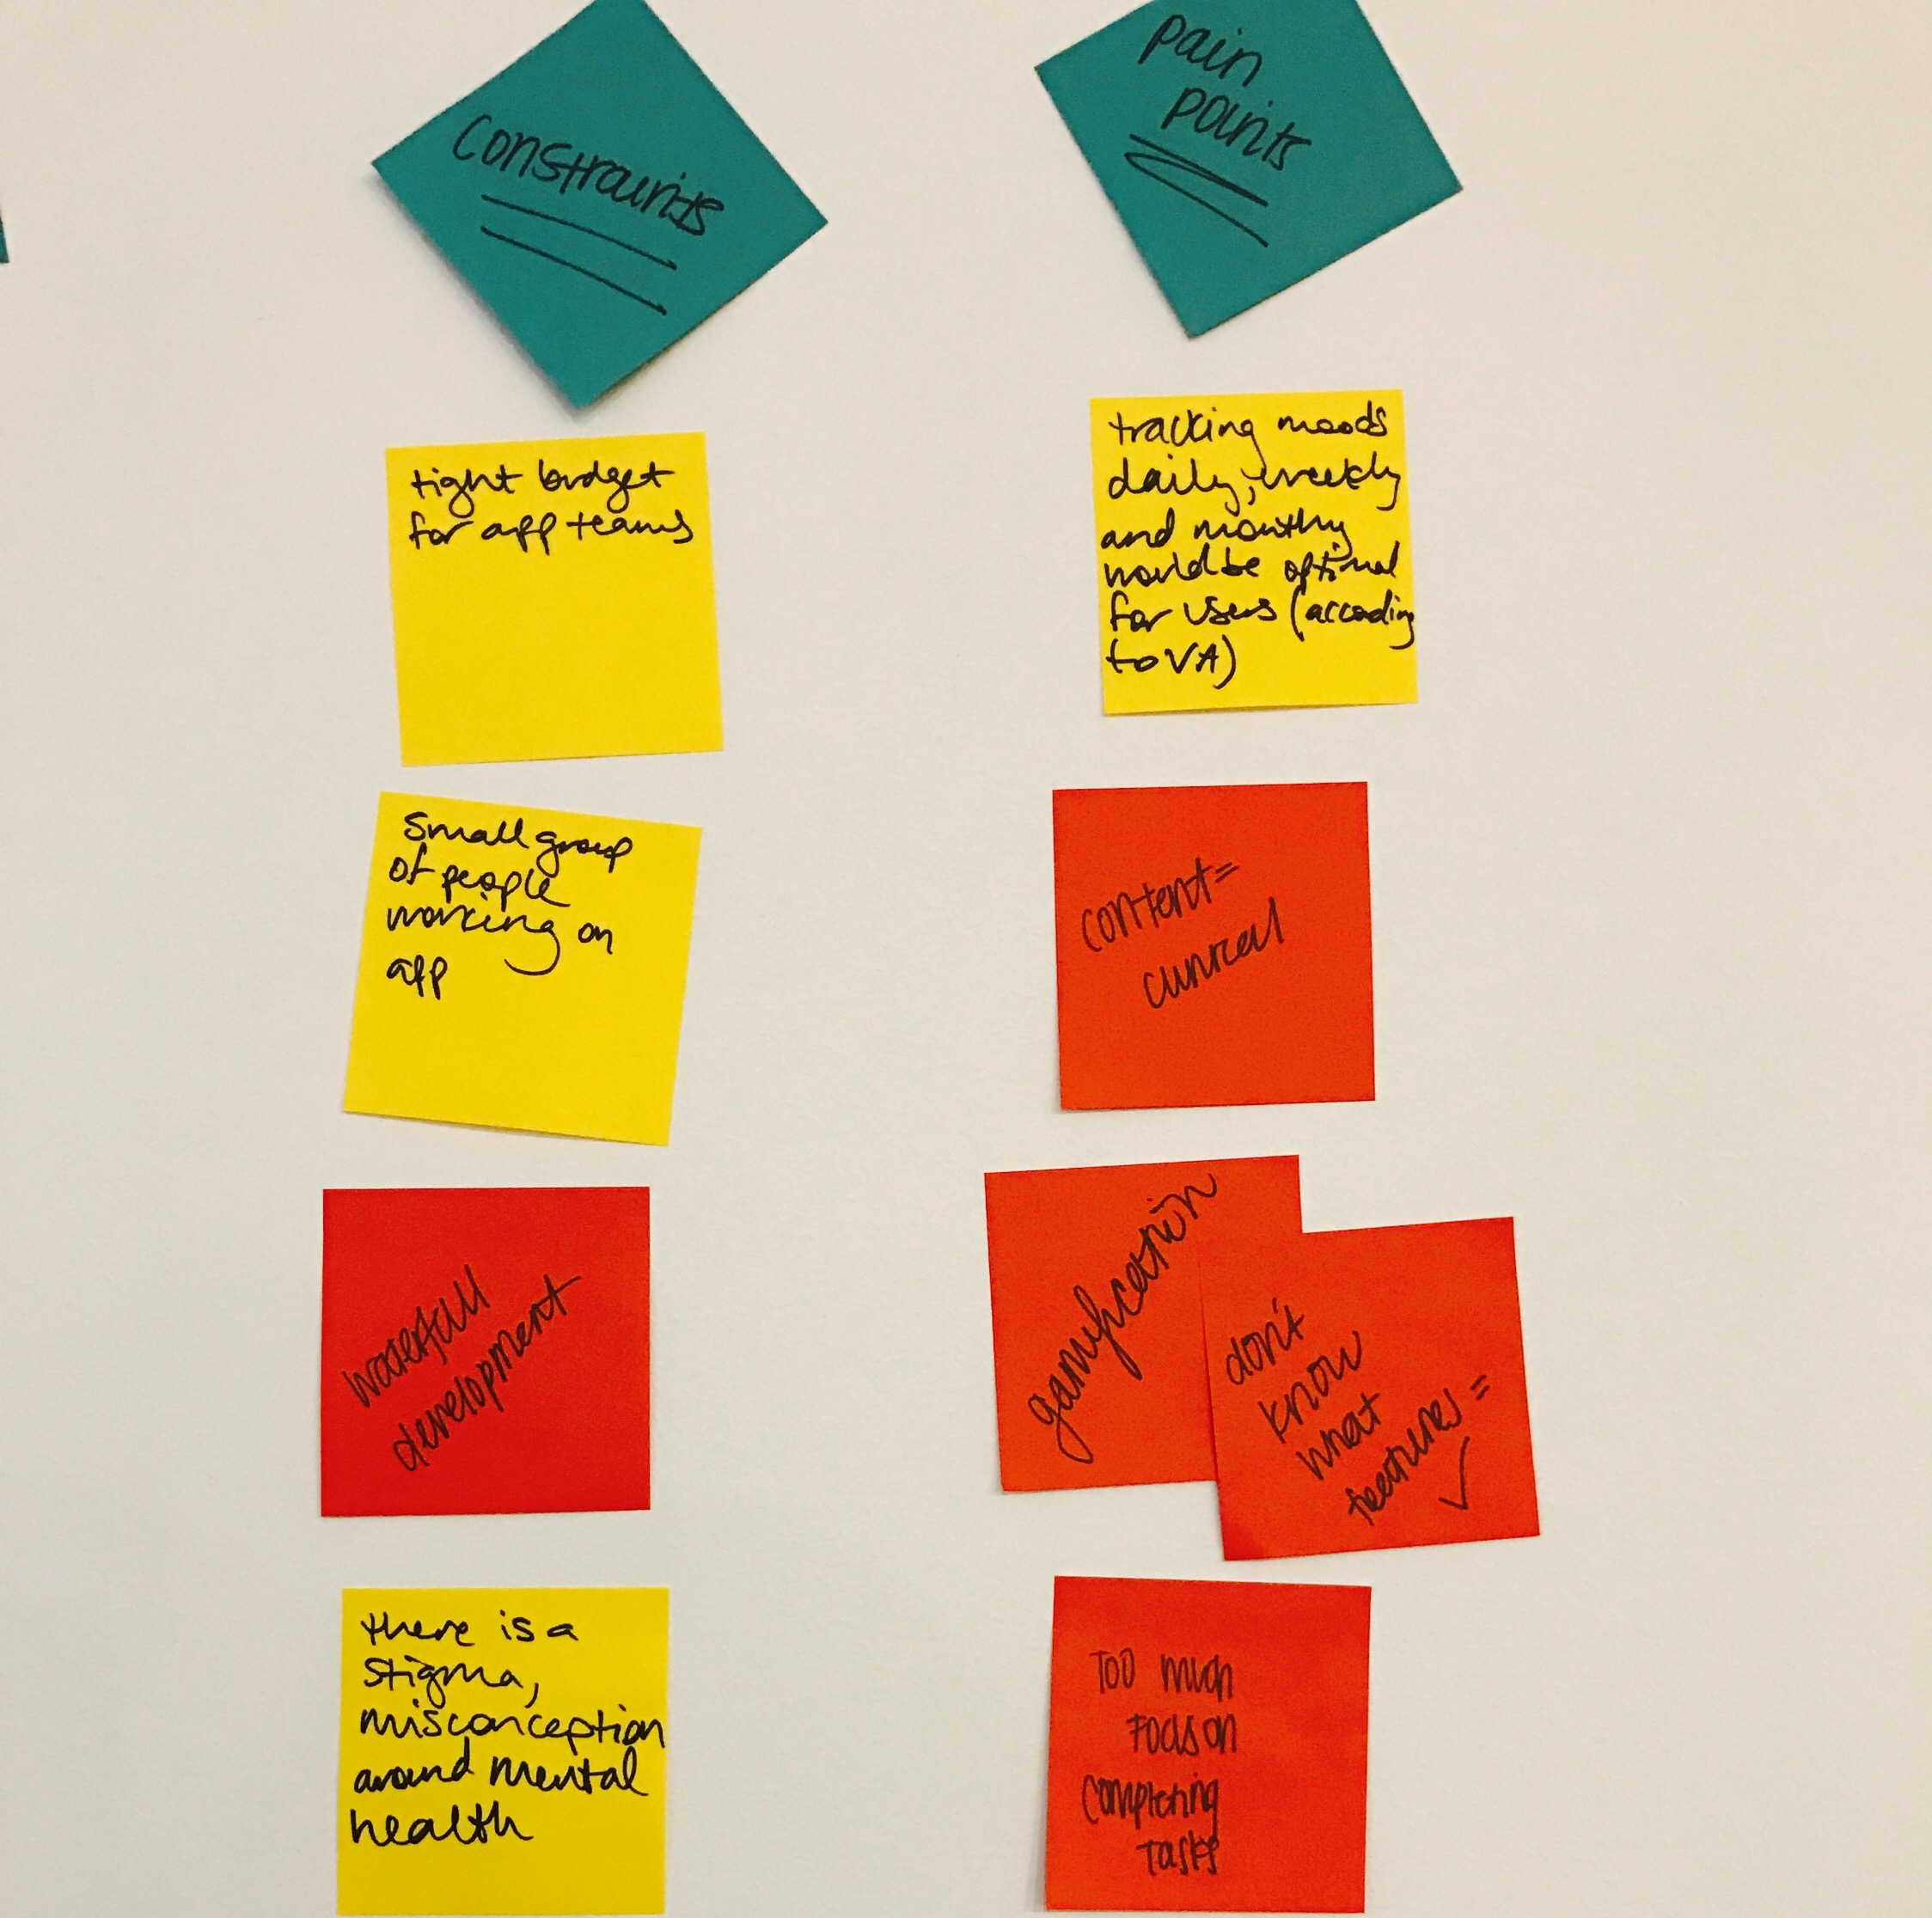 constraints
tight budget
for app teams
Small group
of people
working on
app
waterfall
development
there is a
stigma,
misconception
around mental
health
pain
points
tracking moods
daily, weekly
and monthly
would be optimal
for users (according
to VA)
content =
clinical
gamification
don't
know
what
features =
✓
TOO much
FOCUS on
completing
tasks